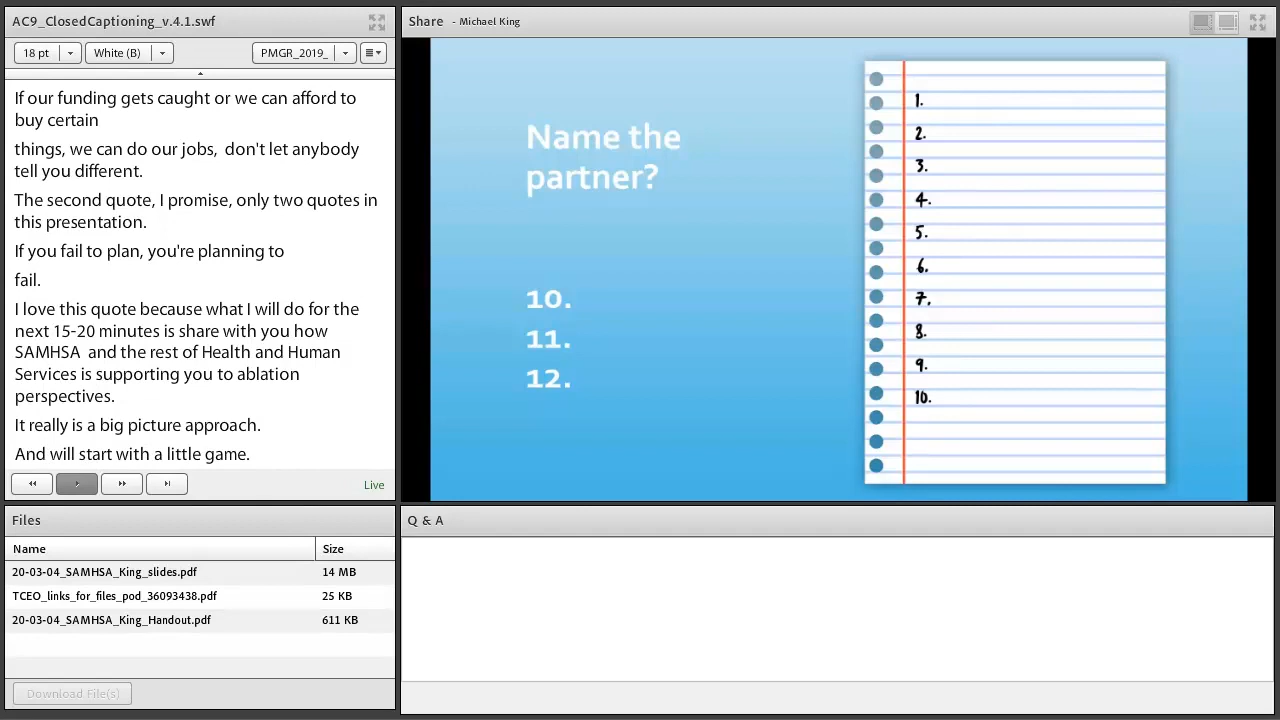 AC9_ClosedCaptioning_v.4.1.swf
18 pt
White (B)
PMGR_2019_
If our funding gets caught or we can afford to
buy certain
things, we can do our jobs, don't let anybody
tell you different.
The second quote, I promise, only two quotes in
this presentation.
If you fail to plan, you're planning to
fail.
I love this quote because what I will do for the
next 15-20 minutes is share with you how
SAMHSA and the rest of Health and Human
Services is supporting you to ablation
perspectives.
It really is a big picture approach.
And will start with a little game.
Live
Files
Name Size
20-03-04_SAMHSA_King_slides.pdf 14 MB
TCEO_links_for_files_pod_36093438.pdf 25 KB
20-03-04_SAMHSA_King_Handout.pdf 611 KB
Download File(s)
Share - Michael King
Name the
partner?
10.
11.
12.
1.
2.
3.
4.
5.
6.
7.
8.
9.
10.
Q & A